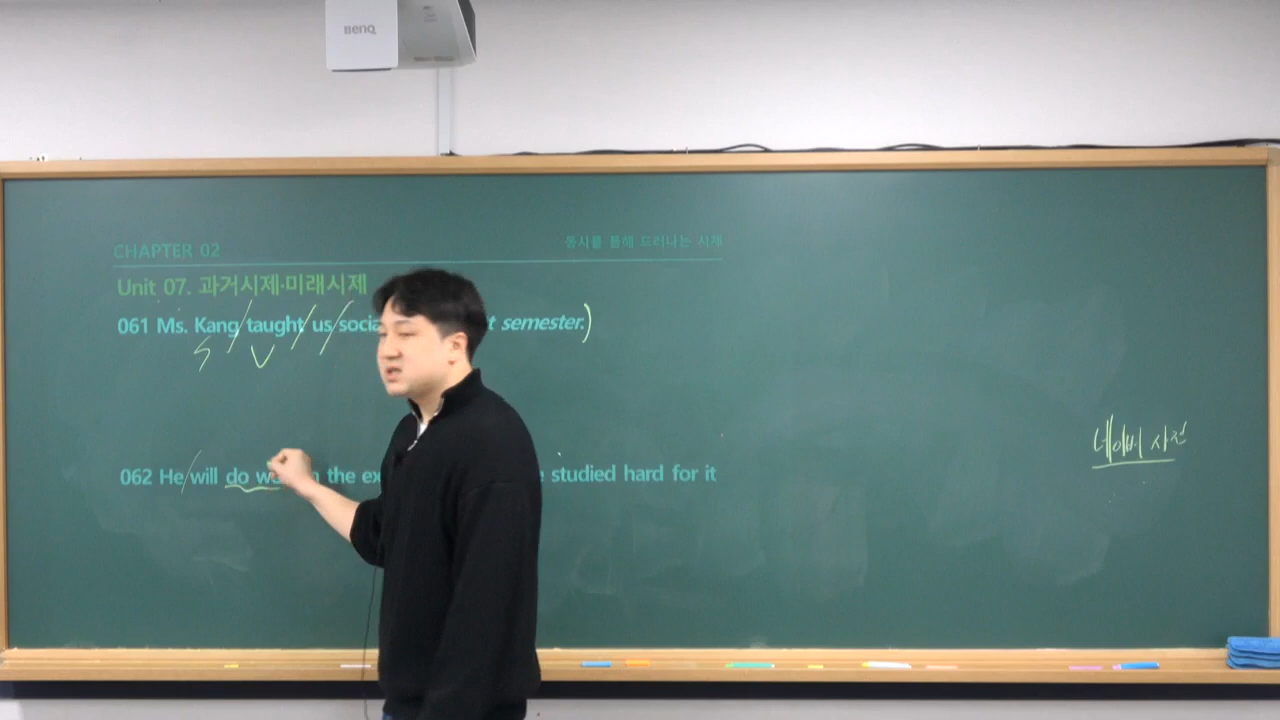 BenQ
CHAPTER 02
동사를 통해 드러나는 시제
Unit 07. 과거시제·미래시제
061 Ms. Kang taught us socia t semester.
S V
네이버 사전
062 He will do we the ex studied hard for it